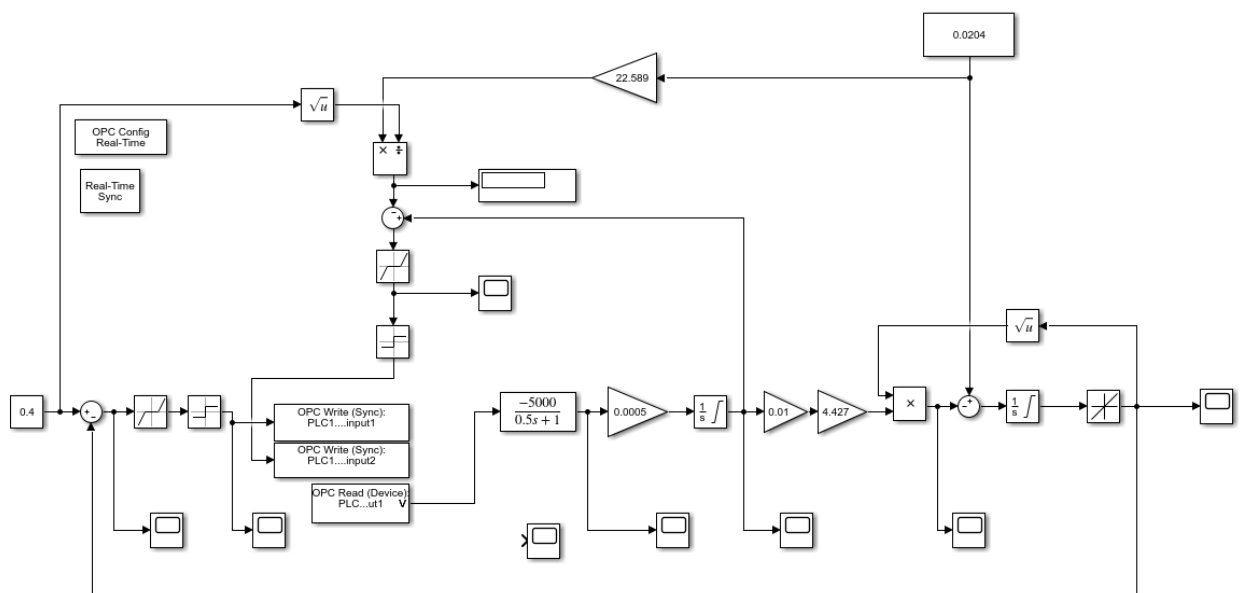 0.0204
22.589
√u
OPC Config
Real-Time
× ÷
Real-Time
Sync
−
+
√u
0.4
+
−
OPC Write (Sync):
PLC1....input1
OPC Write (Sync):
PLC1....input2
OPC Read (Device):
PLC...ut1
V
−5000
0.5s + 1
0.0005
1
s
0.01
4.427
×
+
−
1
s